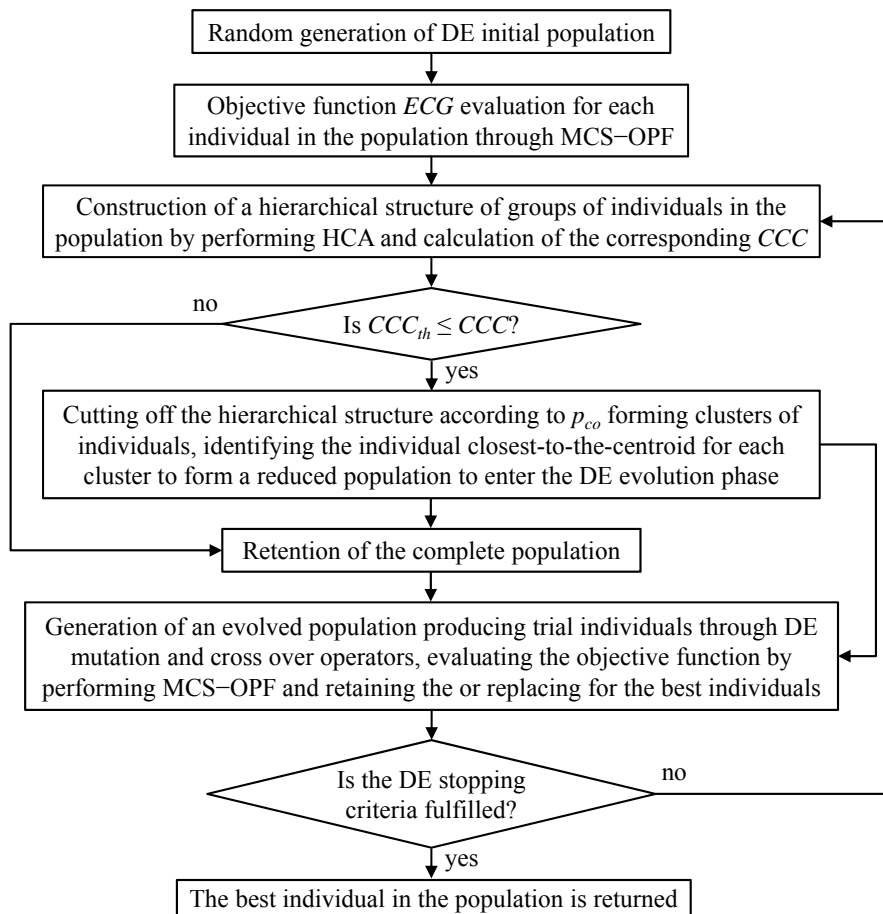 Random generation of DE initial population
Objective function ECG evaluation for each
individual in the population through MCS−OPF
Construction of a hierarchical structure of groups of individuals in the
population by performing HCA and calculation of the corresponding CCC
no
Is CCC_th ≤ CCC?
yes
Cutting off the hierarchical structure according to p_co forming clusters of
individuals, identifying the individual closest-to-the-centroid for each
cluster to form a reduced population to enter the DE evolution phase
Retention of the complete population
Generation of an evolved population producing trial individuals through DE
mutation and cross over operators, evaluating the objective function by
performing MCS−OPF and retaining the or replacing for the best individuals
Is the DE stopping
criteria fulfilled?
no
yes
The best individual in the population is returned